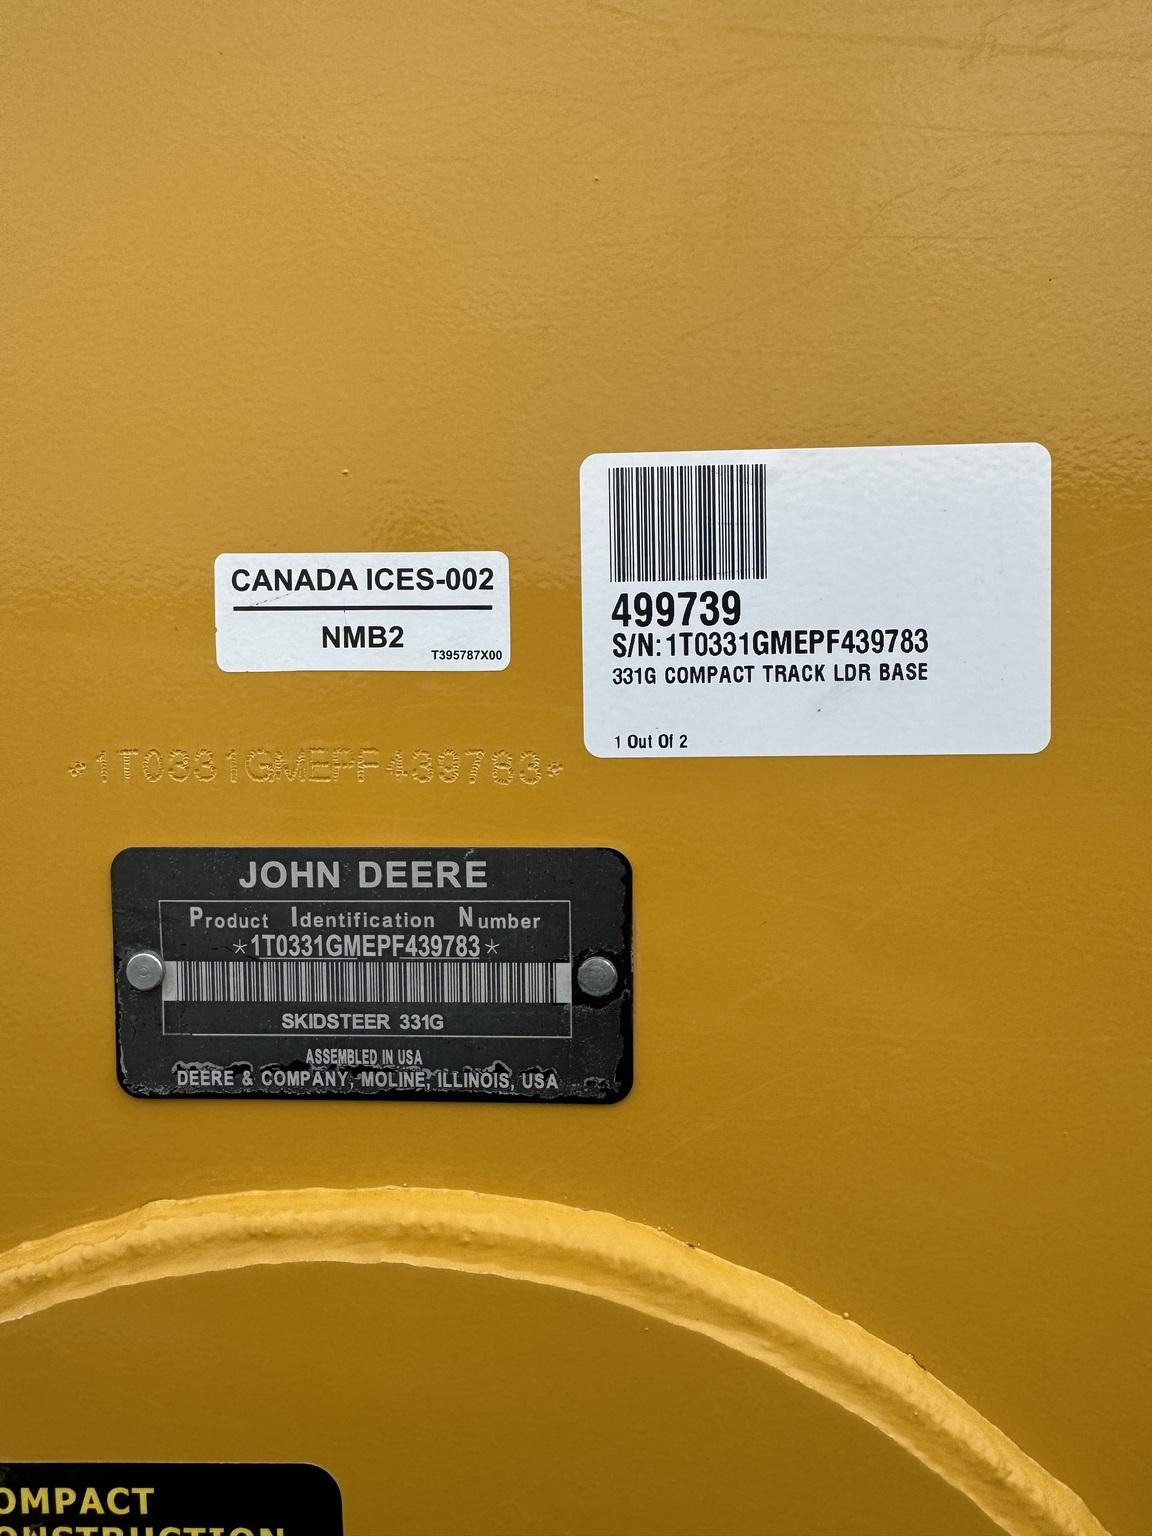 CANADA ICES-002
NMB2
T395787X00
499739
S/N:1T0331GMEPF439783
331G COMPACT TRACK LDR BASE
1 Out Of 2
*1T0331GMEPF439783*
JOHN DEERE
Product Identification Number
*1T0331GMEPF439783*
SKIDSTEER 331G
ASSEMBLED IN USA
DEERE & COMPANY, MOLINE, ILLINOIS, USA
OMPACT
ONSTRUCTION